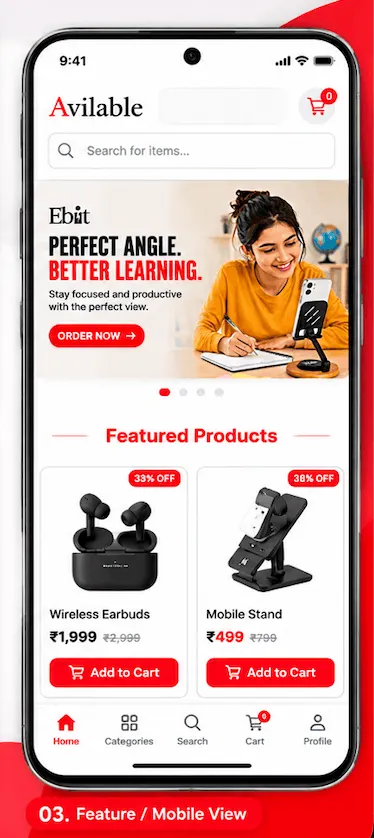 9:41
Avilable
0
Search for items...
Ebit
PERFECT ANGLE.
BETTER LEARNING.
Stay focused and productive
with the perfect view.
ORDER NOW →
Featured Products
33% OFF
Wireless Earbuds
₹1,999 ₹2,999
Add to Cart
38% OFF
Mobile Stand
₹499 ₹799
Add to Cart
Home
Categories
Search
0
Cart
Profile
03. Feature / Mobile View